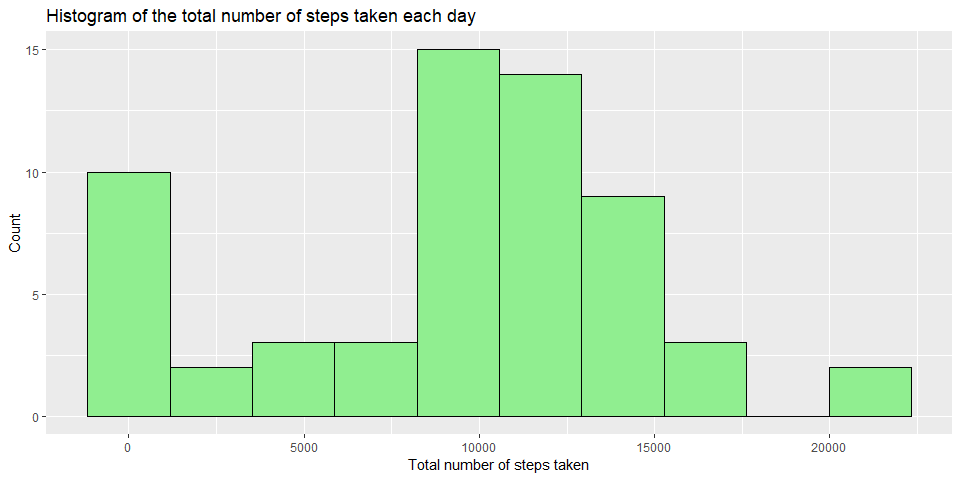 Histogram of the total number of steps taken each day
15
10
5
0
Count
0 5000 10000 15000 20000
Total number of steps taken